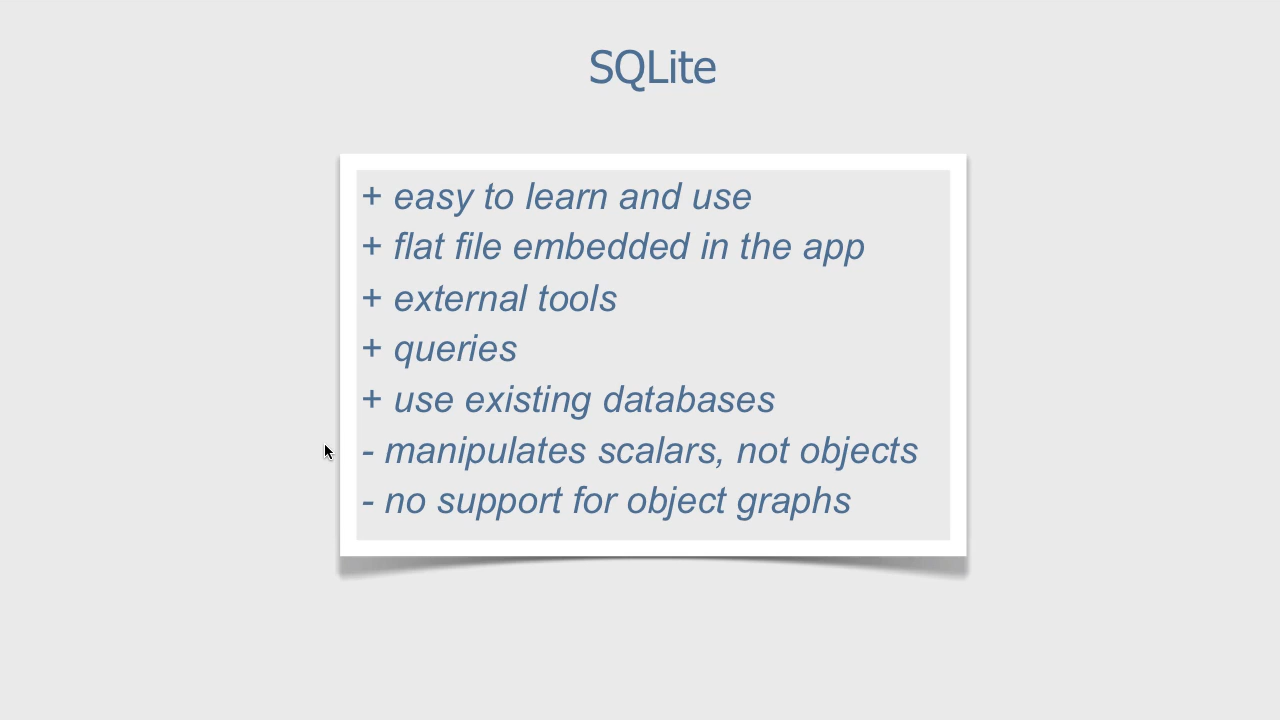 SQLite
+ easy to learn and use
+ flat file embedded in the app
+ external tools
+ queries
+ use existing databases
- manipulates scalars, not objects
- no support for object graphs